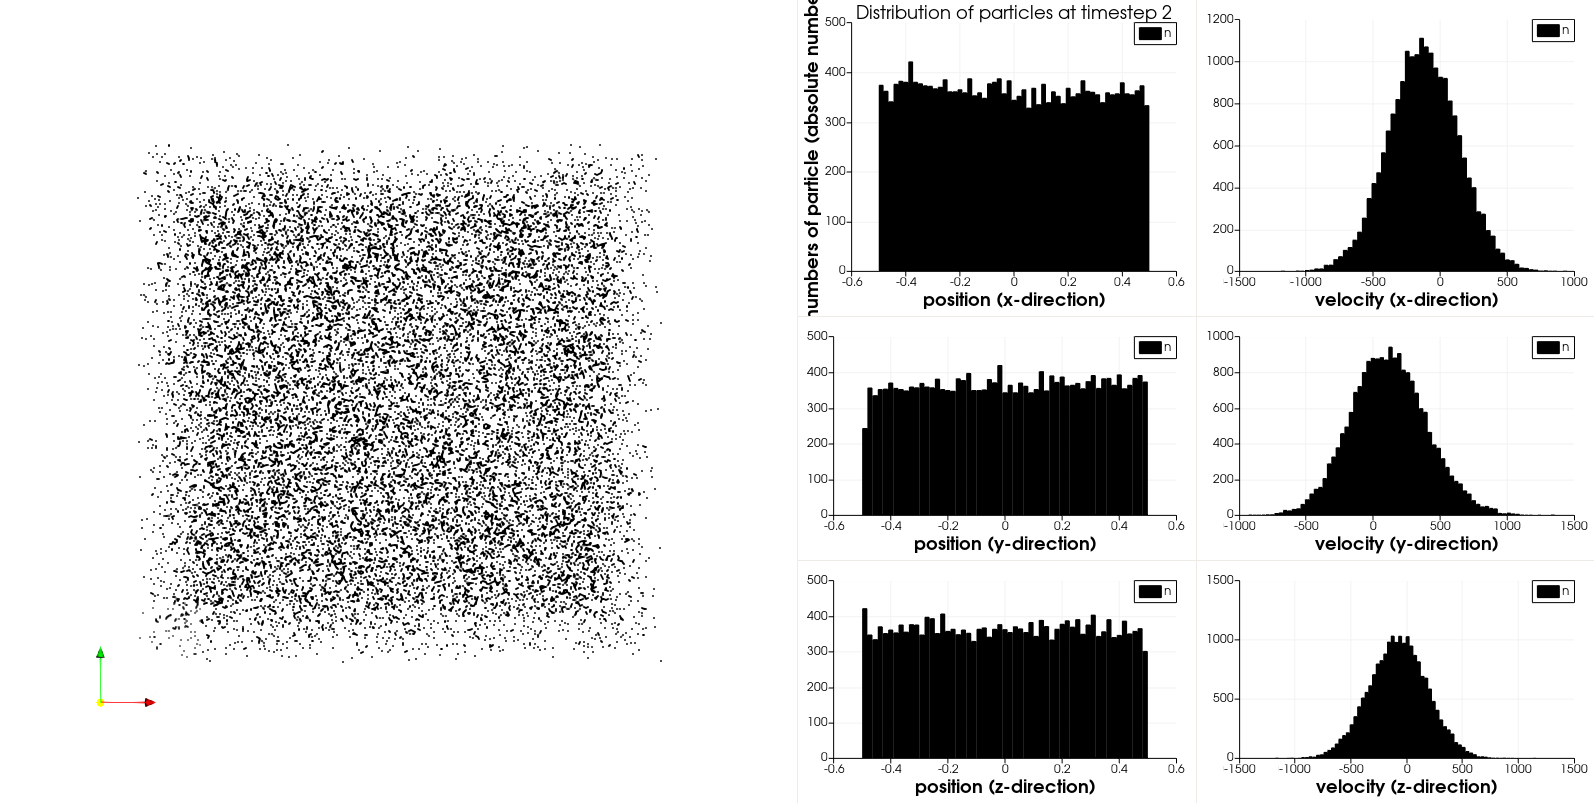 Distribution of particles at timestep 2
numbers of particle (absolute numbe
500
400
300
200
100
0
n
-0.6 -0.4 -0.2 0 0.2 0.4 0.6
position (x-direction)
1200
1000
800
600
400
200
0
n
-1500 -1000 -500 0 500 1000
velocity (x-direction)
500
400
300
200
100
0
n
-0.6 -0.4 -0.2 0 0.2 0.4 0.6
position (y-direction)
1000
800
600
400
200
0
n
-1000 -500 0 500 1000 1500
velocity (y-direction)
500
400
300
200
100
0
n
-0.6 -0.4 -0.2 0 0.2 0.4 0.6
position (z-direction)
1500
1000
500
0
n
-1500 -1000 -500 0 500 1000 1500
velocity (z-direction)